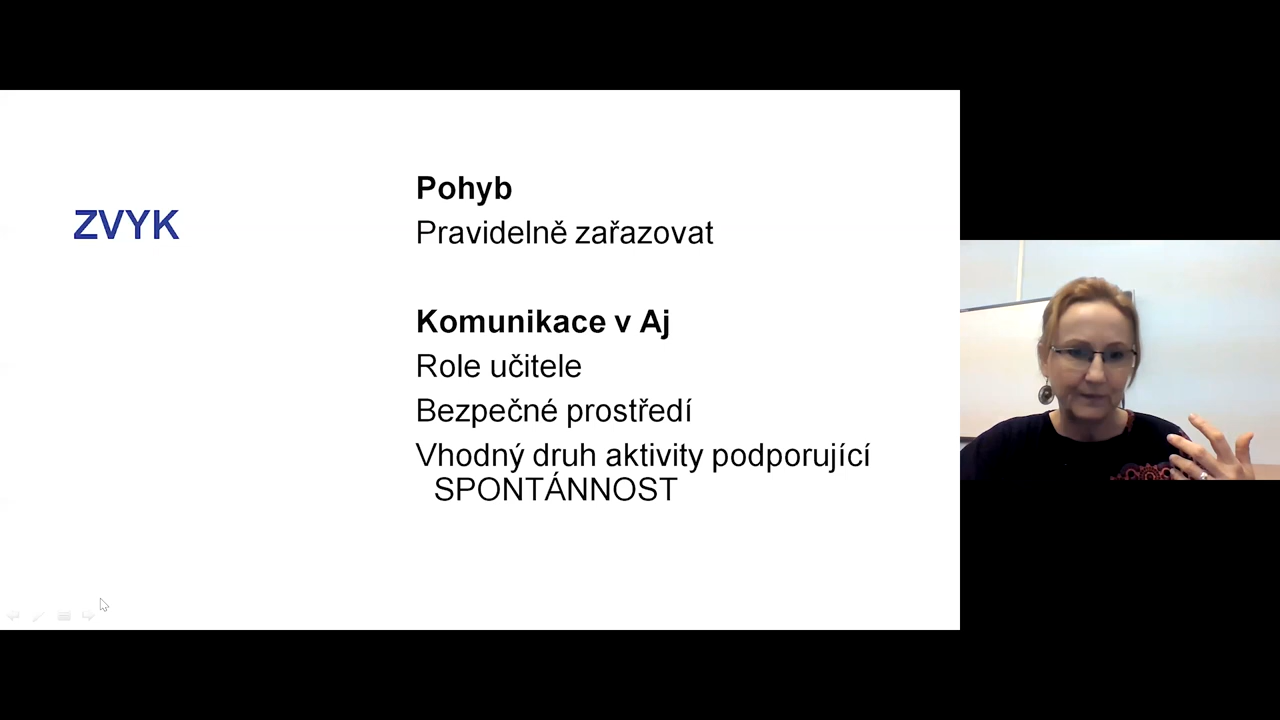 ZVYK
Pohyb
Pravidelně zařazovat
Komunikace v Aj
Role učitele
Bezpečné prostředí
Vhodný druh aktivity podporující
SPONTÁNNOST